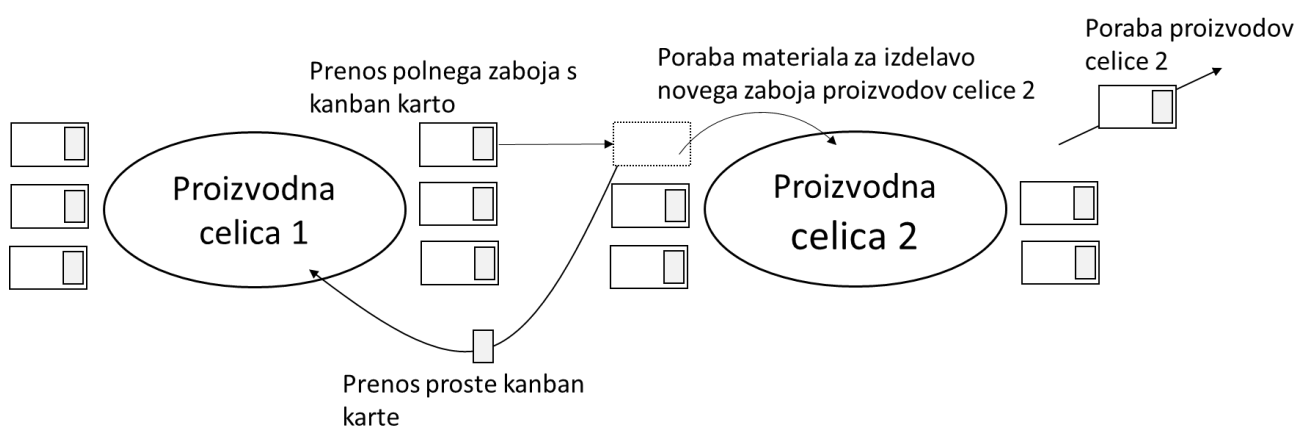 Poraba proizvodov
celice 2
Poraba materiala za izdelavo
novega zaboja proizvodov celice 2
Prenos polnega zaboja s
kanban karto
Proizvodna
celica 1
Proizvodna
celica 2
Prenos proste kanban
karte